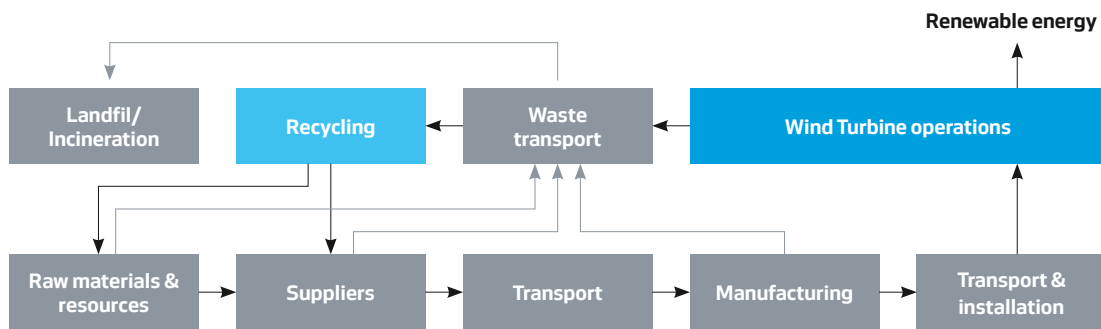 Renewable energy
Landfil/
Incineration
Recycling
Waste
transport
Wind Turbine operations
Raw materials &
resources
Suppliers
Transport
Manufacturing
Transport &
installation